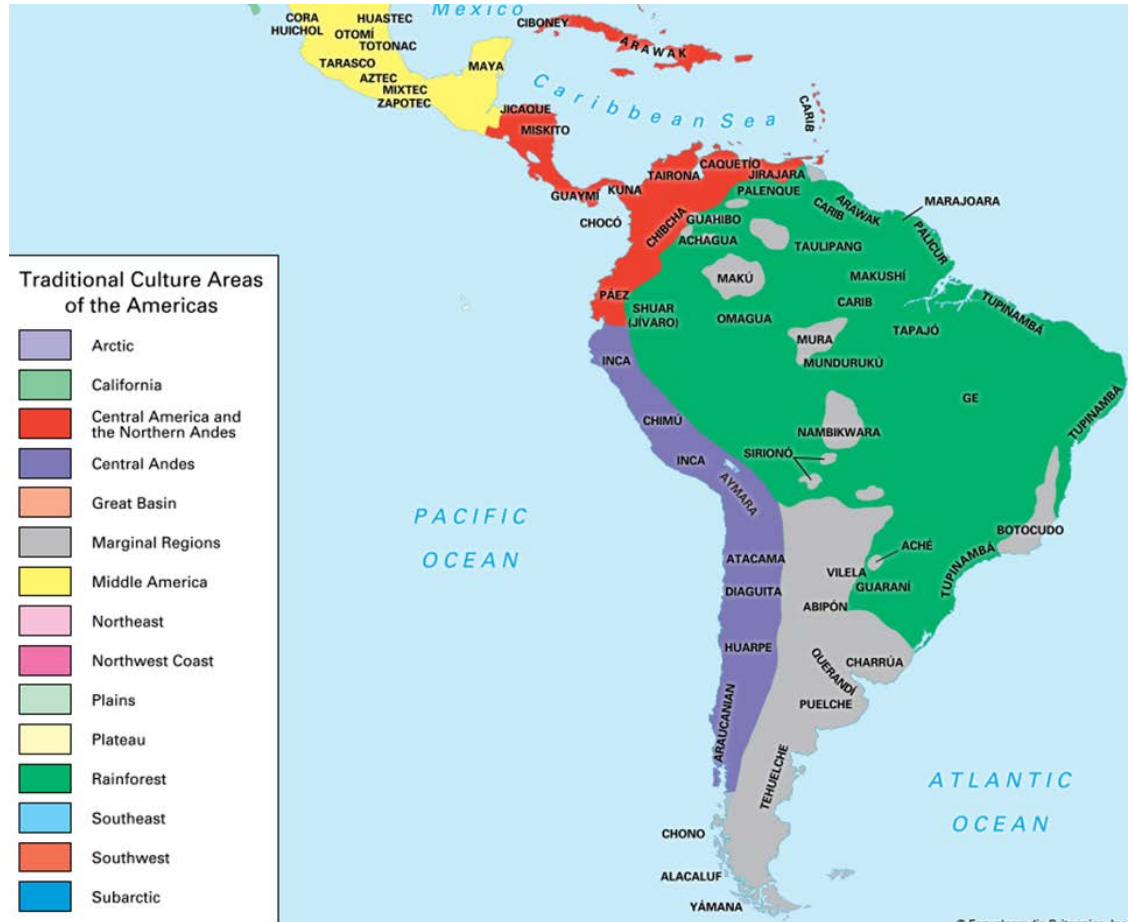 Mexico
CORA
HUICHOL
HUASTEC
OTOMÍ
TOTONAC
TARASCO
AZTEC
MIXTEC
ZAPOTEC
MAYA
CIBONEY
ARAWAK
Caribbean Sea
CARIB
JICAQUE
MISKITO
GUAYMÍ
KUNA
CHOCÓ
TAIRONA
CAQUETÍO
JIRAJARA
PALENQUE
CHIBCHA
GUAHIBO
ACHAGUA
CARIB
ARAWAK
MARAJOARA
PALICUR
TAULIPANG
MAKÚ
MAKUSHÍ
PÁEZ
SHUAR
(JÍVARO)
OMAGUA
CARIB
TUPINAMBÁ
TAPAJÓ
MURA
MUNDURUKÚ
INCA
GE
TUPINAMBÁ
CHIMÚ
NAMBIKWARA
SIRIONÓ
INCA
AYMARA
PACIFIC
OCEAN
BOTOCUDO
ACHÉ
ATACAMA
VILELA
GUARANÍ
TUPINAMBÁ
DIAGUITA
ABIPÓN
HUARPE
CHARRÚA
QUERANDÍ
PUELCHE
ARAUCANIAN
TEHUELCHE
ATLANTIC
OCEAN
CHONO
ALACALUF
YÁMANA
Traditional Culture Areas
of the Americas
Arctic
California
Central America and
the Northern Andes
Central Andes
Great Basin
Marginal Regions
Middle America
Northeast
Northwest Coast
Plains
Plateau
Rainforest
Southeast
Southwest
Subarctic